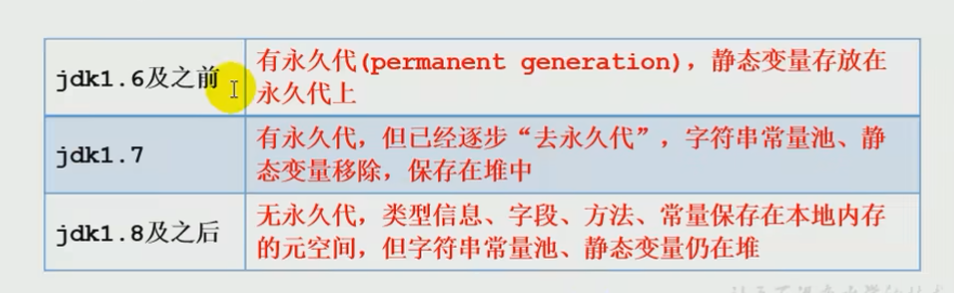 jdk1.6及之前
有永久代(permanent generation)，静态变量存放在
永久代上
jdk1.7
有永久代，但已经逐步“去永久代”，字符串常量池、静
态变量移除，保存在堆中
jdk1.8及之后
无永久代，类型信息、字段、方法、常量保存在本地内存
的元空间，但字符串常量池、静态变量仍在堆